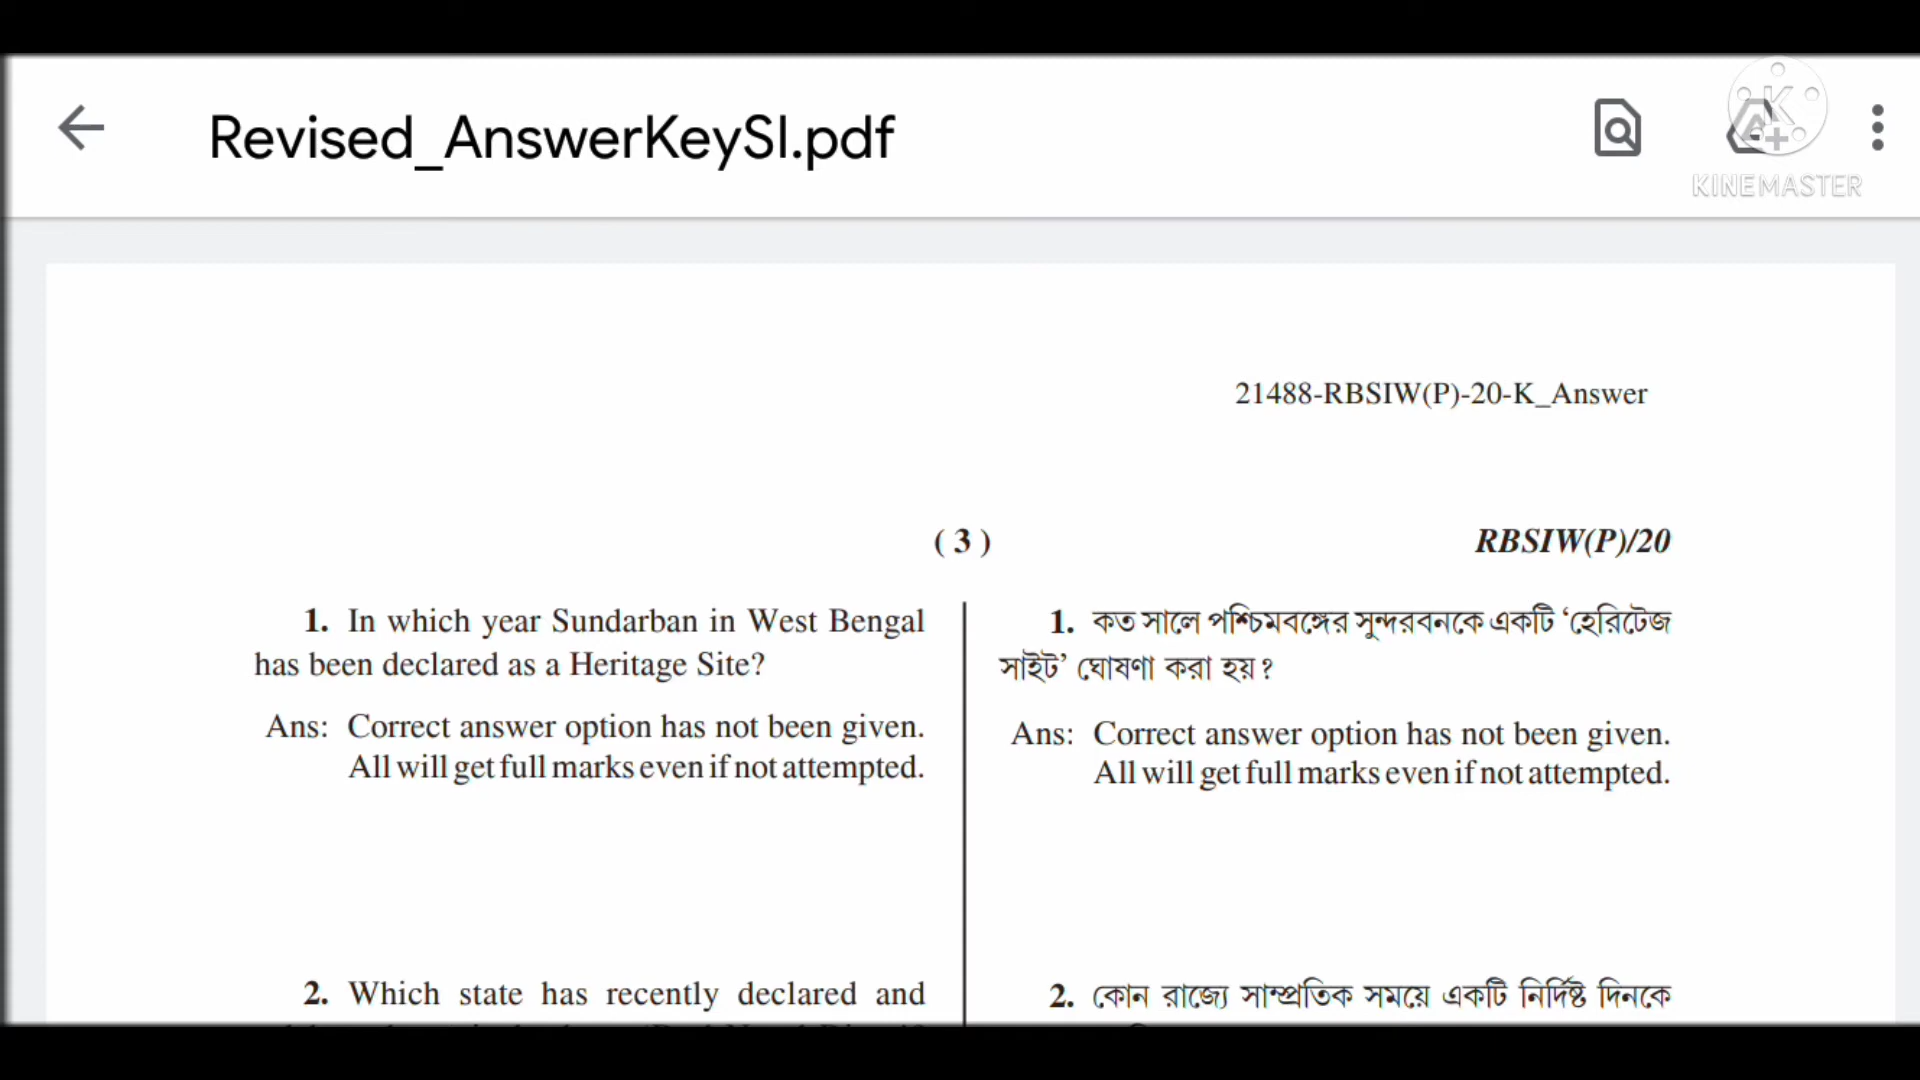 Revised_AnswerKeySI.pdf
KINEMASTER
21488-RBSIW(P)-20-K_Answer
( 3 )
RBSIW(P)/20
1. In which year Sundarban in West Bengal
has been declared as a Heritage Site?
Ans: Correct answer option has not been given.
All will get full marks even if not attempted.
2. Which state has recently declared and
1. কত সালে পশ্চিমবঙ্গের সুন্দরবনকে একটি ‘হেরিটেজ
সাইট’ ঘোষণা করা হয় ?
Ans: Correct answer option has not been given.
All will get full marks even if not attempted.
2. কোন রাজ্যে সাম্প্রতিক সময়ে একটি নির্দিষ্ট দিনকে